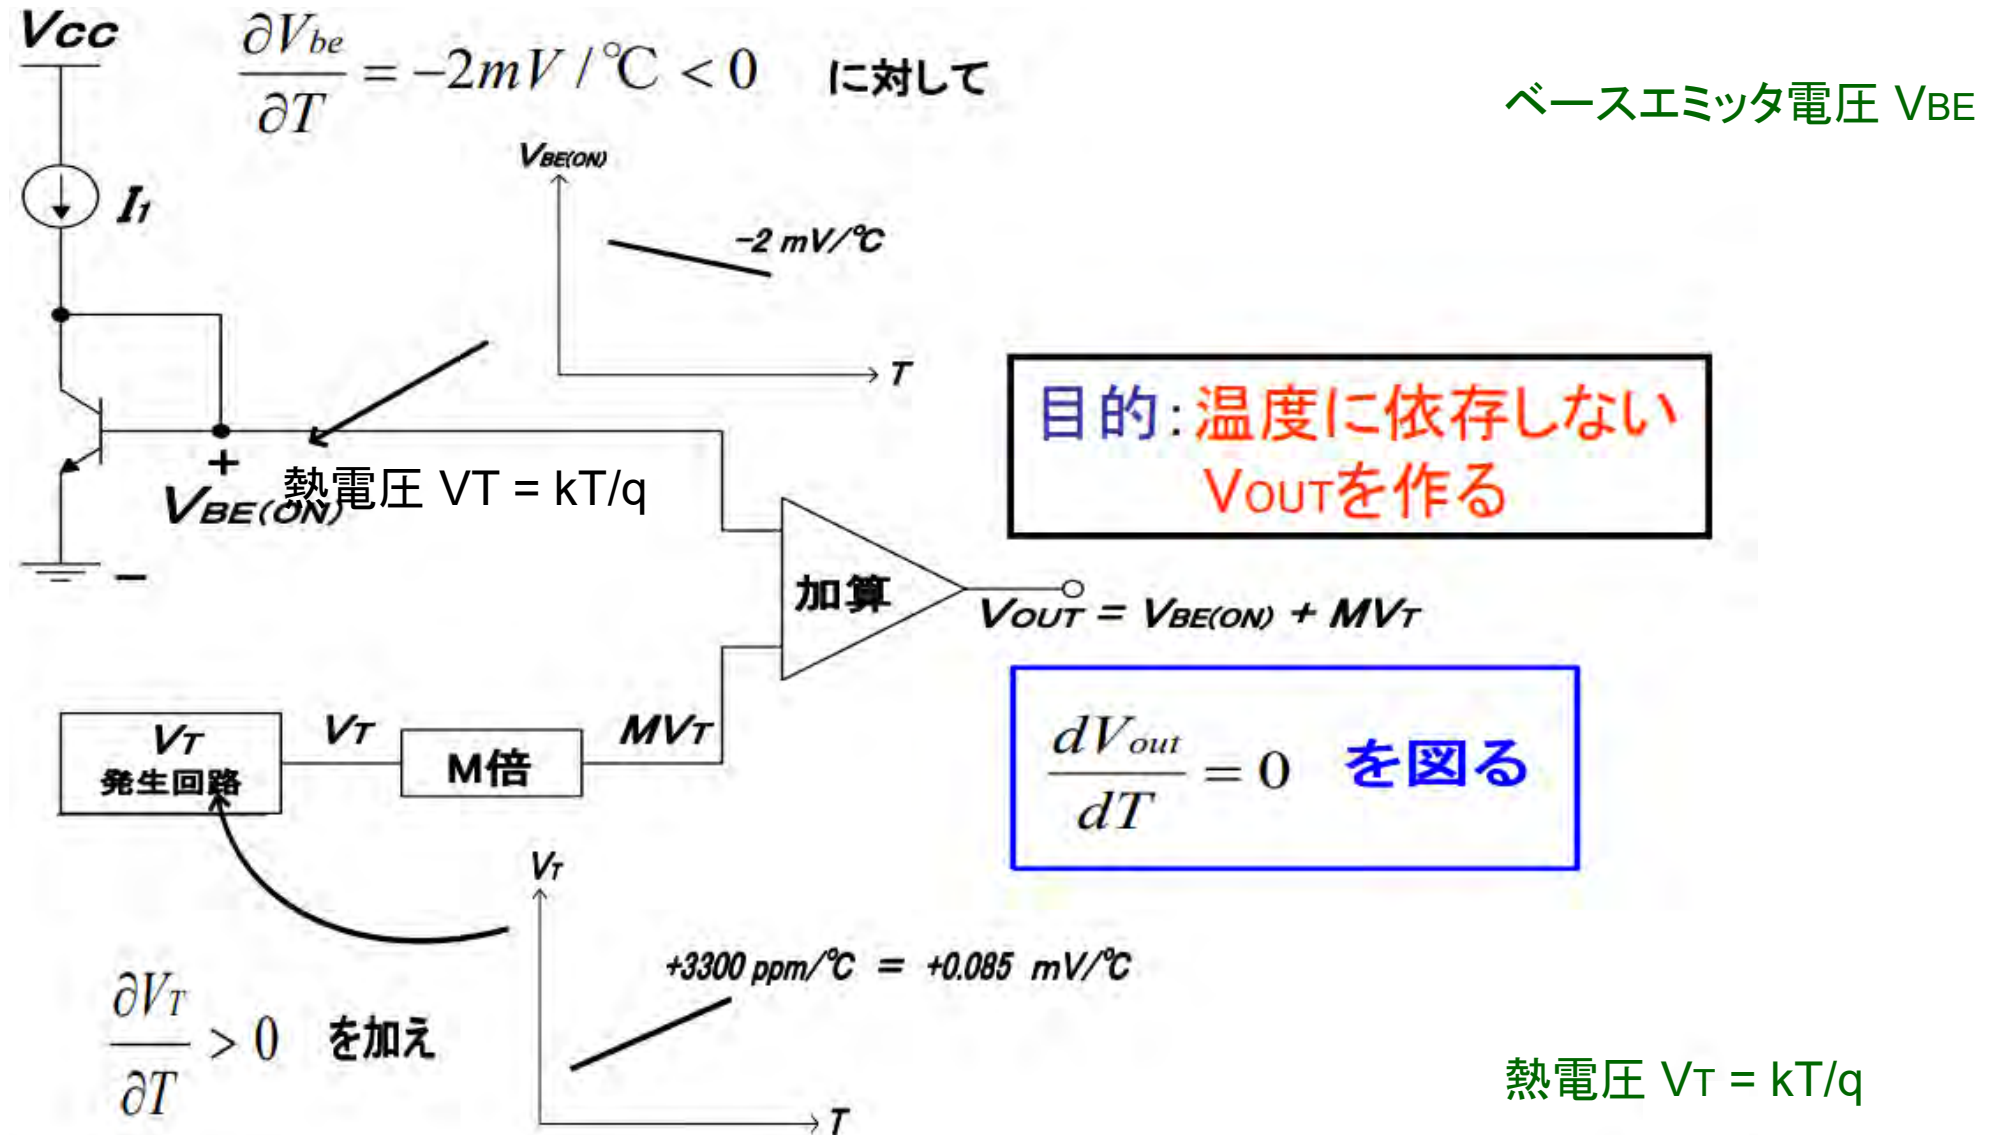 Vcc
∂Vbe/∂T = −2mV / ℃ < 0 に対して
ベースエミッタ電圧 VBE
VBE(ON)
I1
−2 mV/℃
T
目的:温度に依存しない
VOUTを作る
+
熱電圧 VT = kT/q
VBE(ON)
−
加算
VOUT = VBE(ON) + MVT
VT
発生回路
VT
M倍
MVT
dVout/dT = 0 を図る
VT
+3300 ppm/℃ = +0.085 mV/℃
∂VT/∂T > 0 を加え
熱電圧 VT = kT/q
T